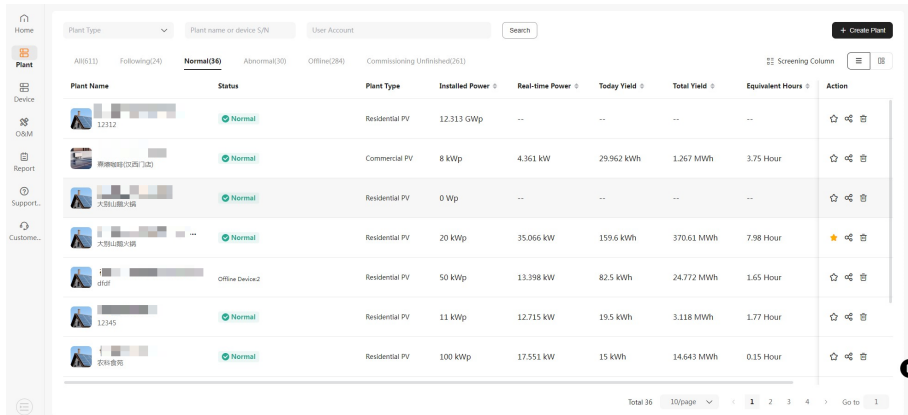 Home
Plant
Device
O&M
Report
Support..
Custome...
Plant Type
Plant name or device S/N
User Account
Search
+ Create Plant
All(611) Following(24) Normal(36) Abnormal(30) Offline(284) Commissioning Unfinished(261)
Screening Column
Plant Name Status Plant Type Installed Power Real-time Power Today Yield Total Yield Equivalent Hours Action
12312 Normal Residential PV 12.313 GWp -- -- -- --
(汉西门店) Normal Commercial PV 8 kWp 4.361 kW 29.962 kWh 1.267 MWh 3.75 Hour
大别山 火锅 Normal Residential PV 0 Wp -- -- -- --
... 大别山 火锅 Normal Residential PV 20 kWp 35.066 kW 159.6 kWh 370.61 MWh 7.98 Hour
dfdf Offline Device:2 Residential PV 50 kWp 13.398 kW 82.5 kWh 24.772 MWh 1.65 Hour
12345 Normal Residential PV 11 kWp 12.715 kW 19.5 kWh 3.118 MWh 1.77 Hour
农科食苑 Normal Residential PV 100 kWp 17.551 kW 15 kWh 14.643 MWh 0.15 Hour
Total 36 10/page < 1 2 3 4 > Go to 1